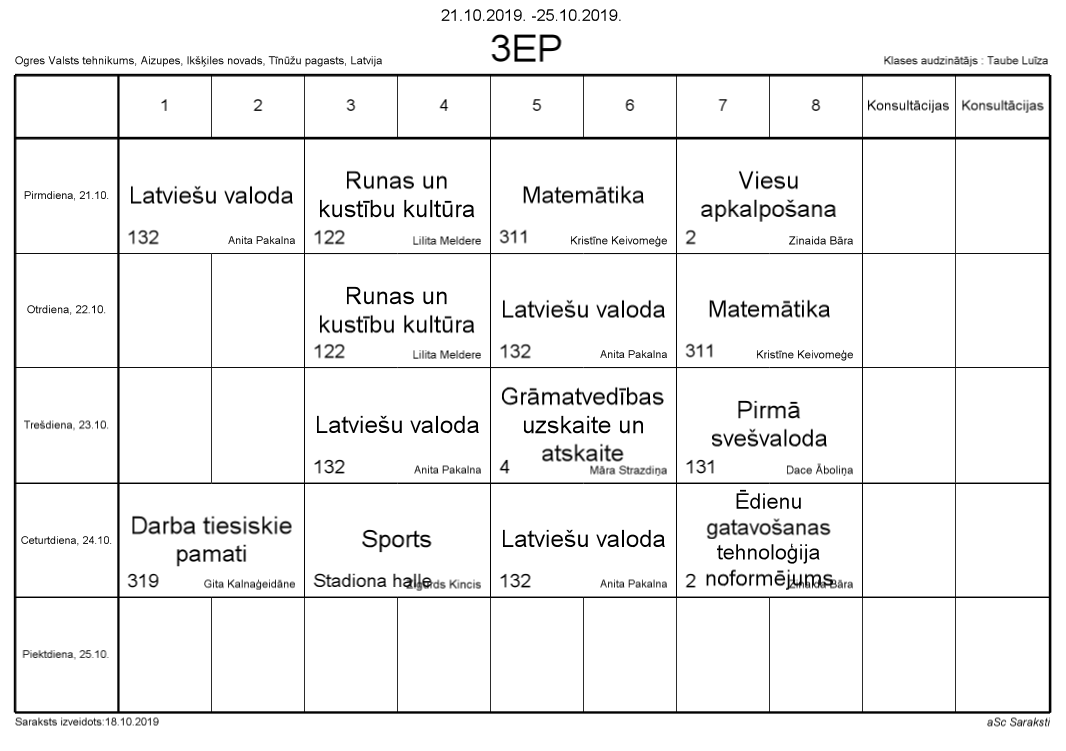 21.10.2019. -25.10.2019.
3EP
Ogres Valsts tehnikums, Aizupes, Ikšķiles novads, Tīnūžu pagasts, Latvija
Klases audzinātājs : Taube Luīza
1 2 3 4 5 6 7 8 Konsultācijas Konsultācijas
Pirmdiena, 21.10.
Latviešu valoda
132 Anita Pakalna
Runas un
kustību kultūra
122 Lilita Meldere
Matemātika
311 Kristīne Keivomeģe
Viesu
apkalpošana
2 Zinaida Bāra
Otrdiena, 22.10.
Runas un
kustību kultūra
122 Lilita Meldere
Latviešu valoda
132 Anita Pakalna
Matemātika
311 Kristīne Keivomeģe
Trešdiena, 23.10.
Latviešu valoda
132 Anita Pakalna
Grāmatvedības
uzskaite un
atskaite
4 Māra Strazdiņa
Pirmā
svešvaloda
131 Dace Āboliņa
Ceturtdiena, 24.10.
Darba tiesiskie
pamati
319 Gita Kalnaģeidāne
Sports
Stadiona halle Zigurds Kincis
Latviešu valoda
132 Anita Pakalna
Ēdienu
gatavošanas
tehnoloģija
noformējums
2 Zinaida Bāra
Piektdiena, 25.10.
Saraksts izveidots:18.10.2019
aSc Saraksti